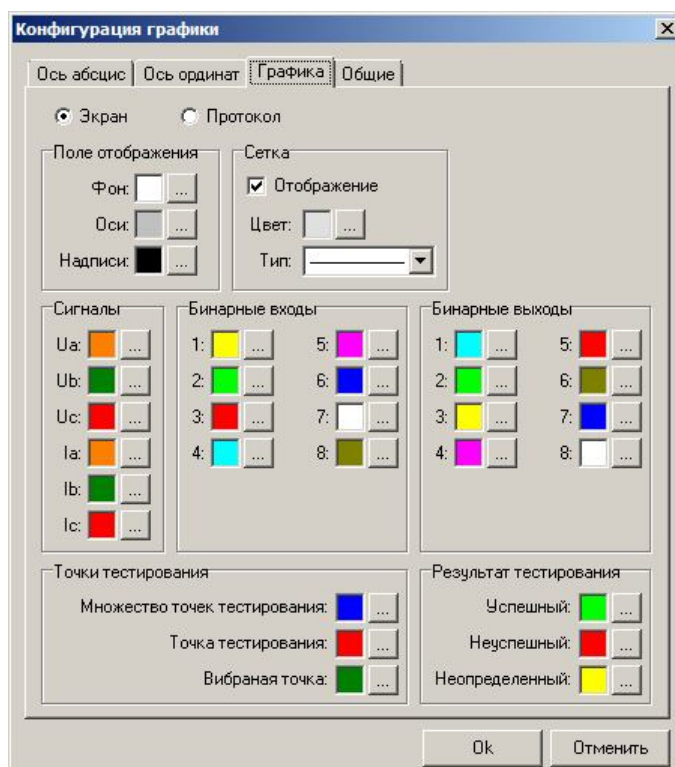 Конфигурация графики
Ось абсцис Ось ординат Графика Общие
Экран Протокол
Поле отображения
Фон: ...
Оси: ...
Надписи: ...
Сетка
Отображение
Цвет: ...
Тип:
Сигналы
Ua: ...
Ub: ...
Uc: ...
Ia: ...
Ib: ...
Ic: ...
Бинарные входы
1: ... 5: ...
2: ... 6: ...
3: ... 7: ...
4: ... 8: ...
Бинарные выходы
1: ... 5: ...
2: ... 6: ...
3: ... 7: ...
4: ... 8: ...
Точки тестирования
Множество точек тестирования: ...
Точка тестирования: ...
Вибраная точка: ...
Результат тестирования
Успешный: ...
Неуспешный: ...
Неопределенный: ...
Ok Отменить